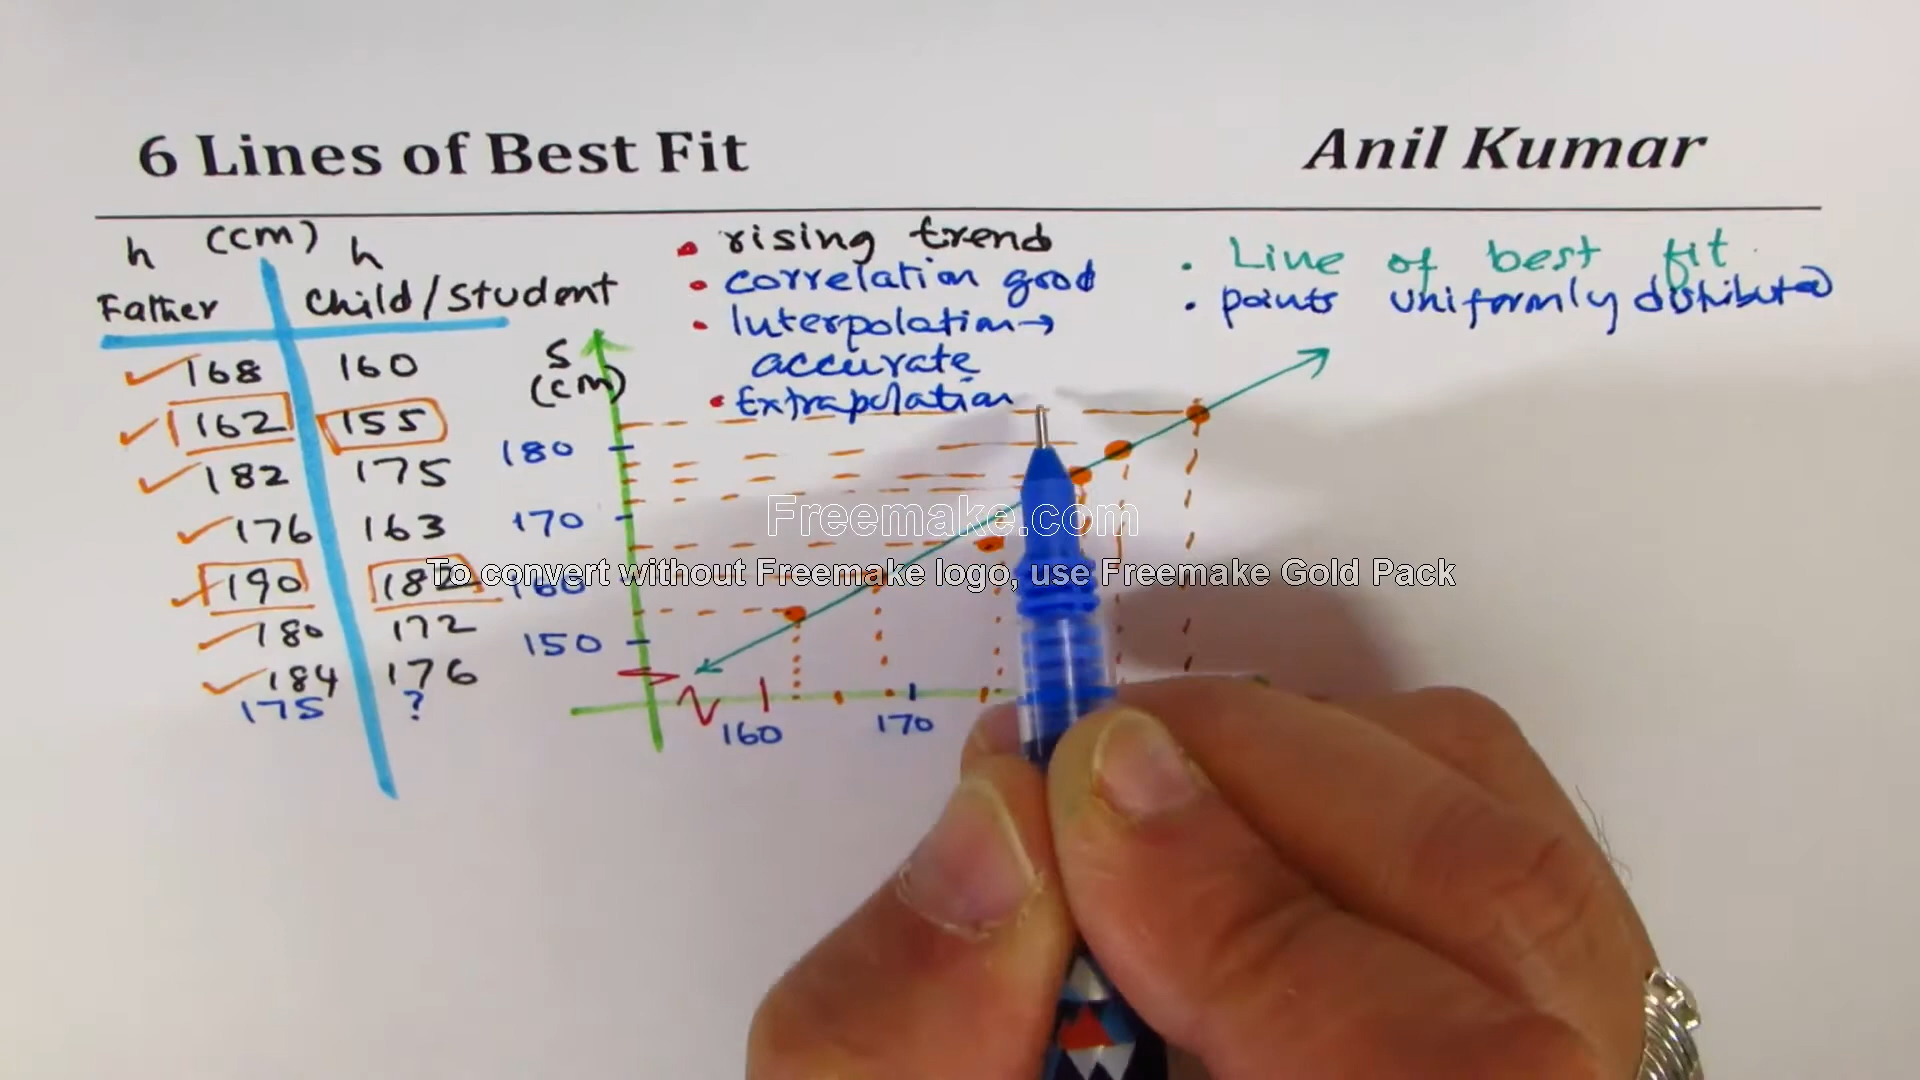 6 Lines of Best Fit
Anil Kumar
h (cm) h
Father Child/Student
168 160
162 155
182 175
176 163
190 182
180 172
184 176
175 ?
• rising trend
• correlation good
• Interpolation →
accurate
• Extrapolation
• Line of best fit
• points uniformly distributed
S
(cm)
180
170
160
150
160 170
Freemake.com
To convert without Freemake logo, use Freemake Gold Pack